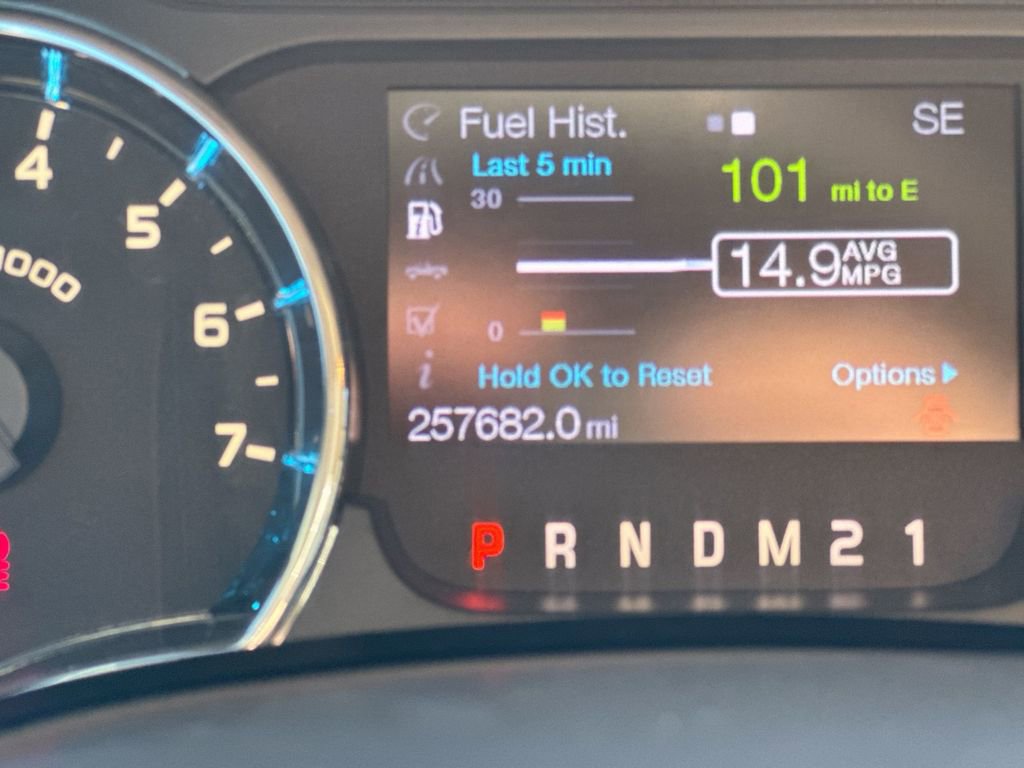 4
5
6
7
Fuel Hist.
SE
Last 5 min
101 mi to E
30
14.9 AVG MPG
0
Hold OK to Reset
Options
257682.0 mi
P R N D M 2 1